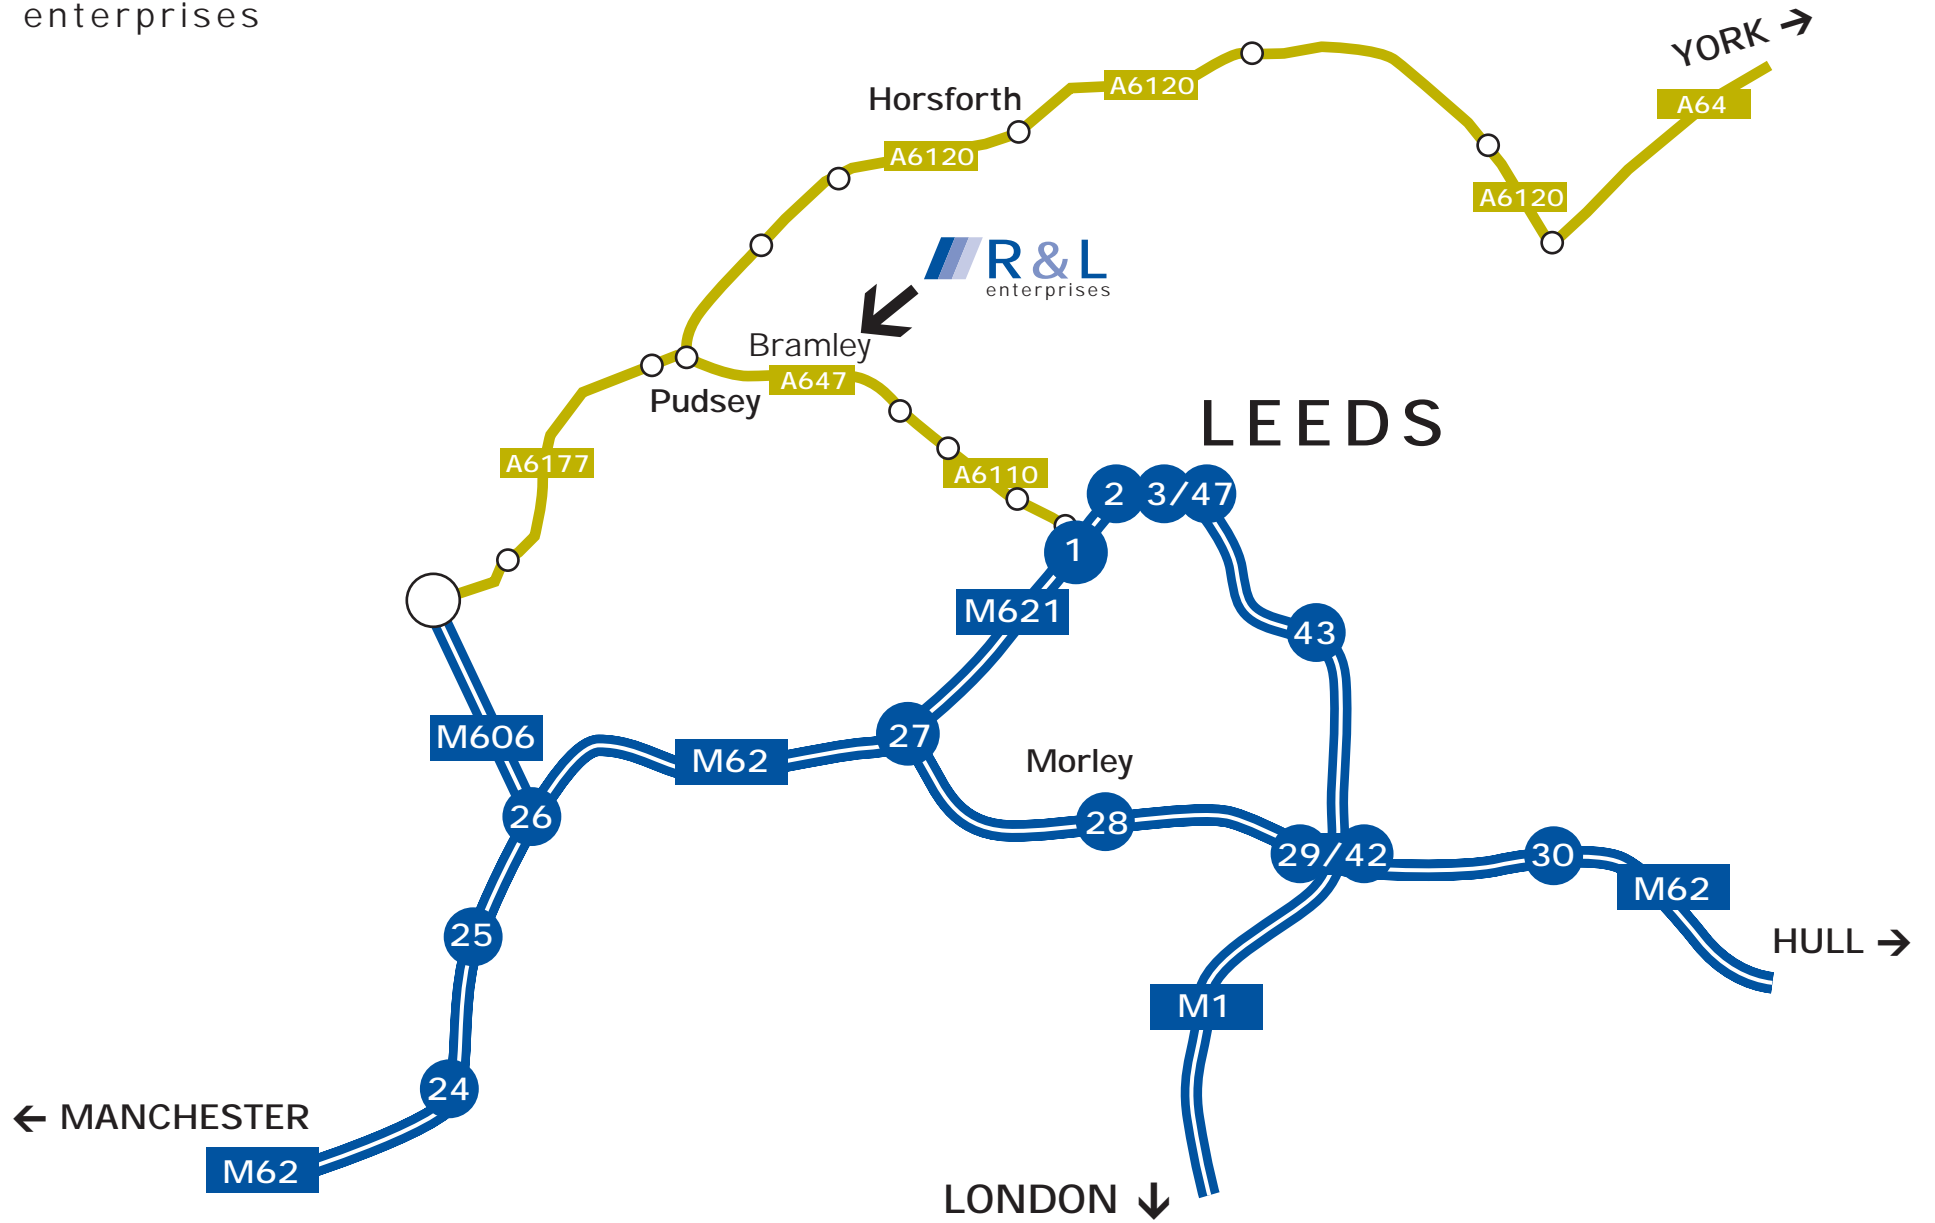 enterprises
YORK →
A64
A6120
Horsforth
A6120
A6120
R & L
enterprises
Bramley
A647
Pudsey
LEEDS
A6177
A6110
2 3/47
1
M621
43
M606
27
M62
Morley
26
28
29/42
30
M62
25
HULL →
M1
24
← MANCHESTER
M62
LONDON ↓